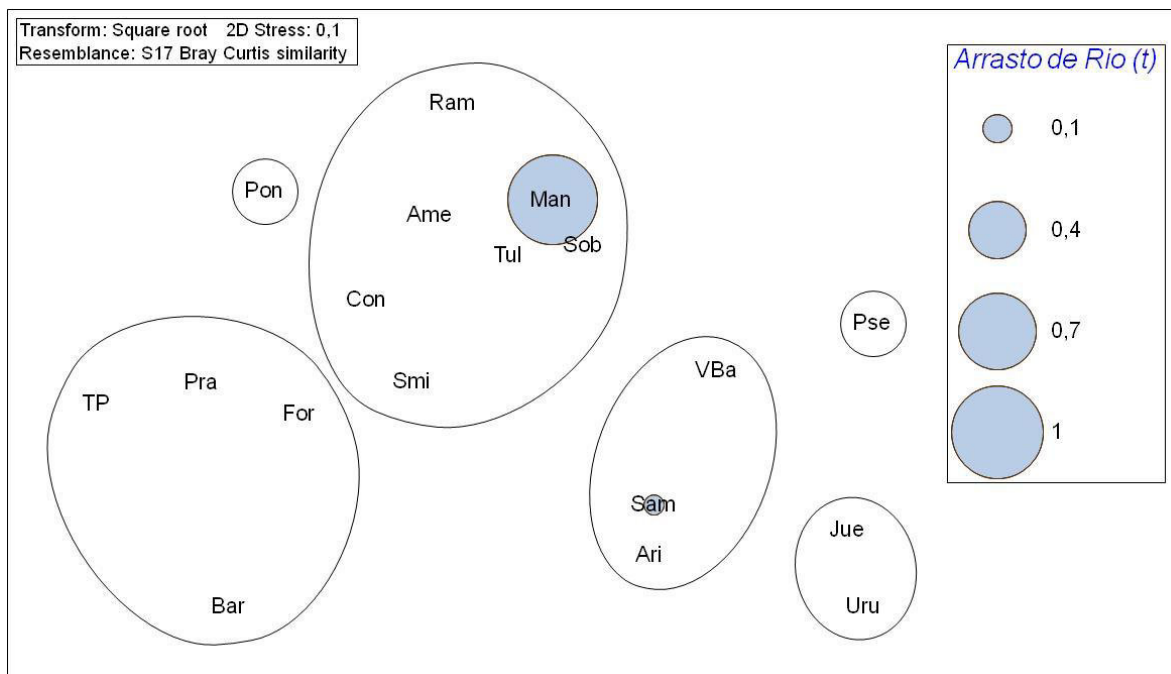 Transform: Square root 2D Stress: 0,1
Resemblance: S17 Bray Curtis similarity
Arrasto de Rio (t)
0,1
0,4
0,7
1
Ram
Pon
Man
Ame
Sob
Tul
Con
Pse
Smi
VBa
Pra
TP
For
Sam
Jue
Ari
Bar
Uru